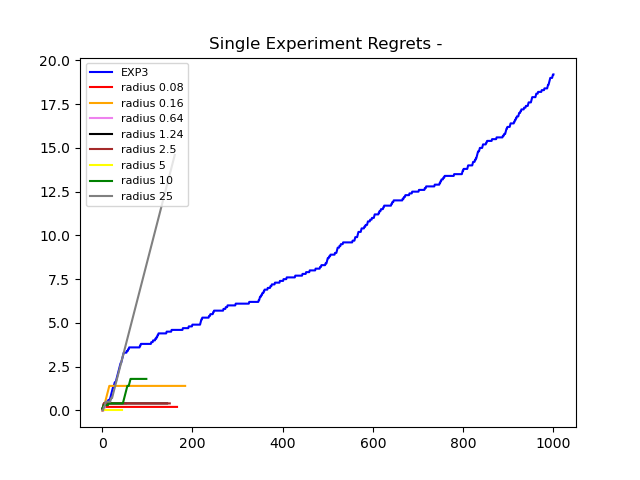 Single Experiment Regrets -
20.0
17.5
15.0
12.5
10.0
7.5
5.0
2.5
0.0
EXP3
radius 0.08
radius 0.16
radius 0.64
radius 1.24
radius 2.5
radius 5
radius 10
radius 25
0 200 400 600 800 1000